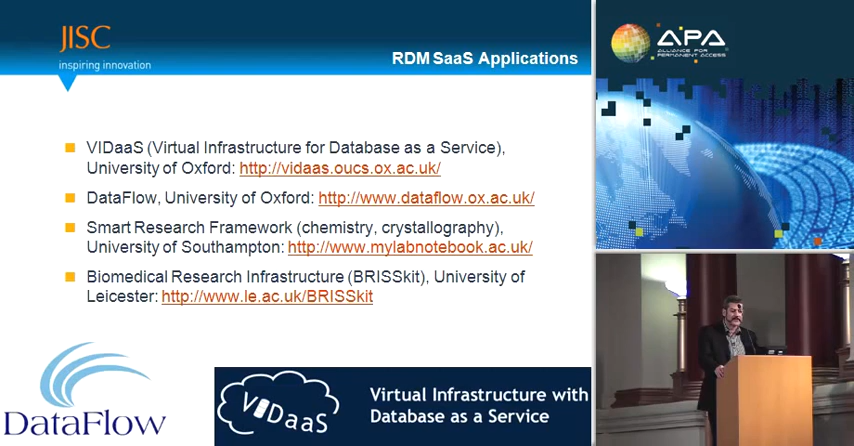 JISC
inspiring innovation
RDM SaaS Applications
VIDaaS (Virtual Infrastructure for Database as a Service),
University of Oxford: http://vidaas.oucs.ox.ac.uk/
DataFlow, University of Oxford: http://www.dataflow.ox.ac.uk/
Smart Research Framework (chemistry, crystallography),
University of Southampton: http://www.mylabnotebook.ac.uk/
Biomedical Research Infrastructure (BRISSkit), University of
Leicester: http://www.le.ac.uk/BRISSkit
DataFlow
VIDaaS
Virtual Infrastructure with
Database as a Service
APA
ALLIANCE FOR
PERMANENT ACCESS